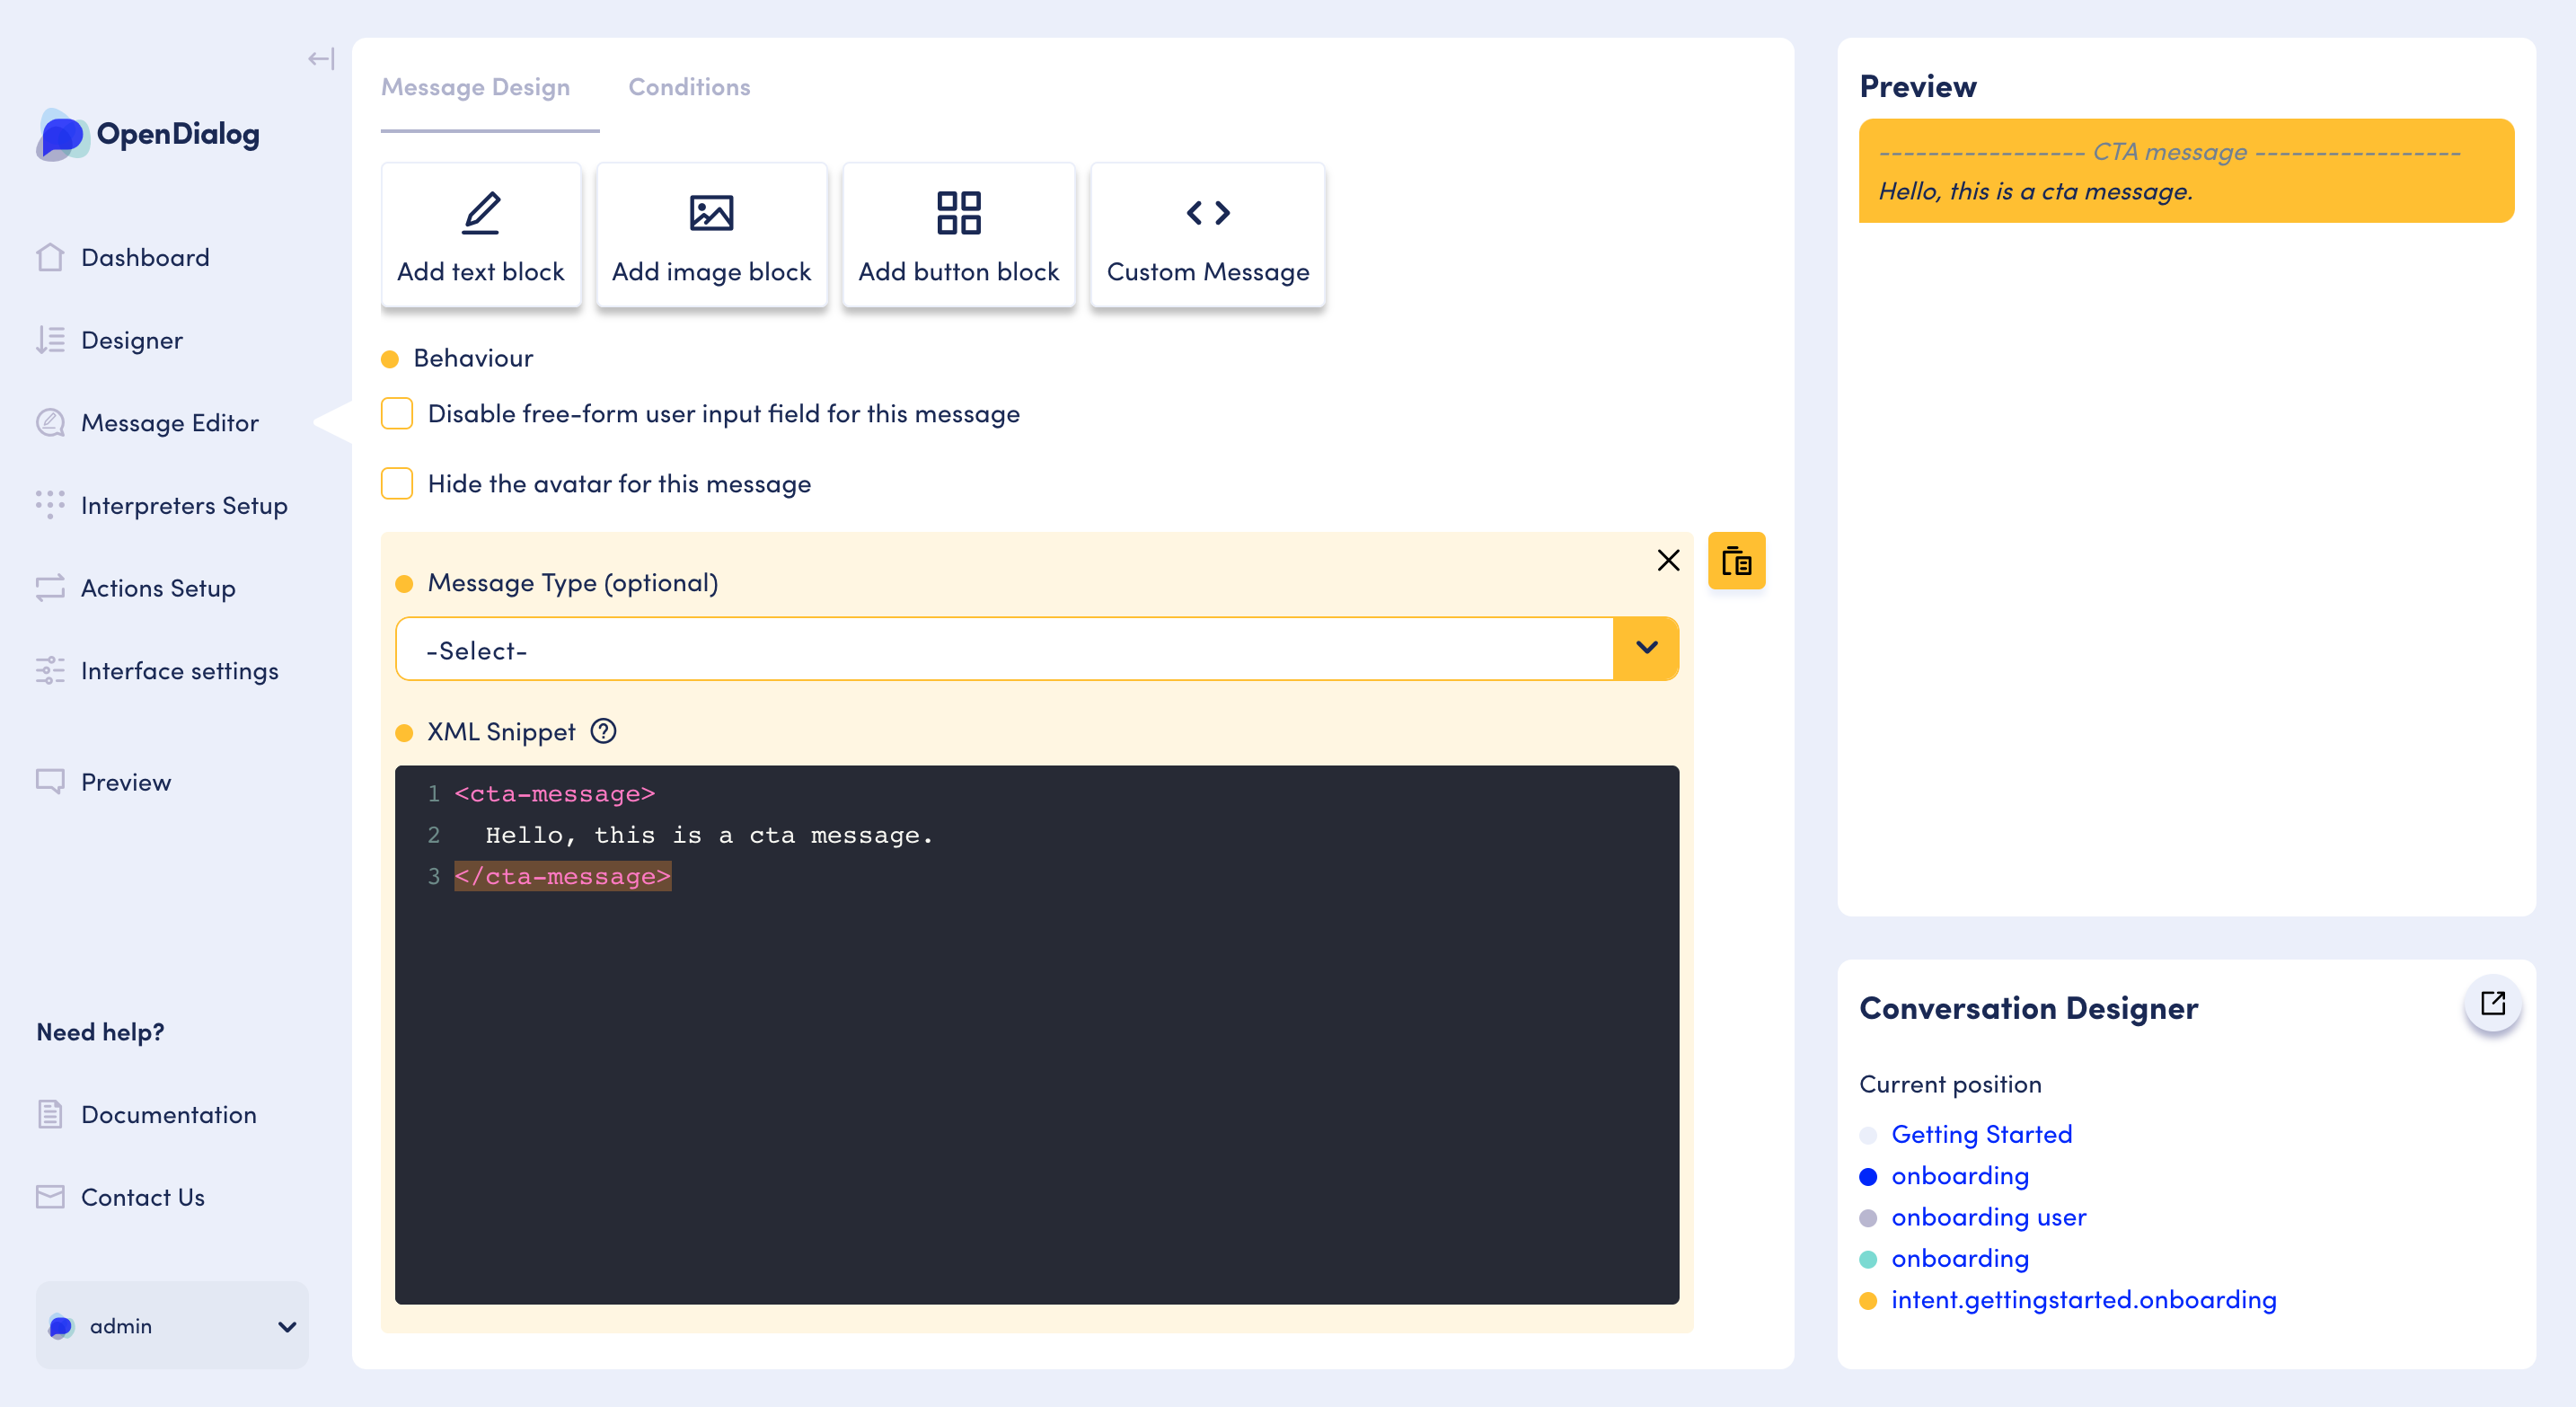 OpenDialog
Dashboard
Designer
Message Editor
Interpreters Setup
Actions Setup
Interface settings
Preview
Need help?
Documentation
Contact Us
admin
Message Design
Conditions
Add text block
Add image block
Add button block
Custom Message
Behaviour
Disable free-form user input field for this message
Hide the avatar for this message
Message Type (optional)
-Select-
XML Snippet
1 <cta-message>
2   Hello, this is a cta message.
3 </cta-message>
Preview
----------------- CTA message -----------------
Hello, this is a cta message.
Conversation Designer
Current position
Getting Started
onboarding
onboarding user
onboarding
intent.gettingstarted.onboarding